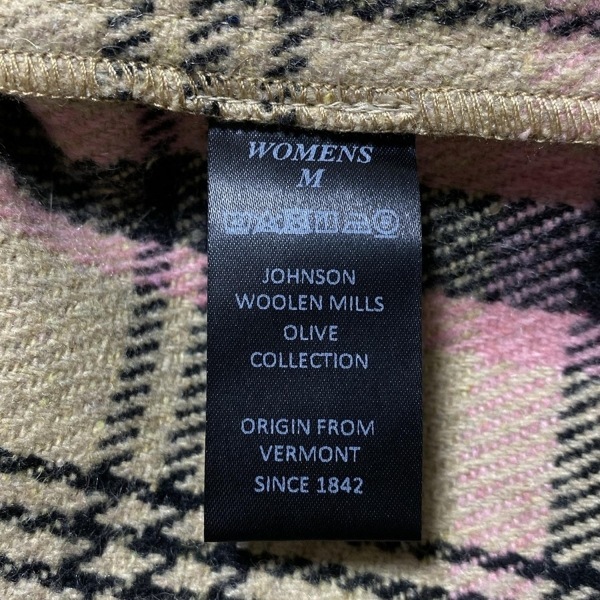 WOMENS
M
JOHNSON
WOOLEN MILLS
OLIVE
COLLECTION
ORIGIN FROM
VERMONT
SINCE 1842